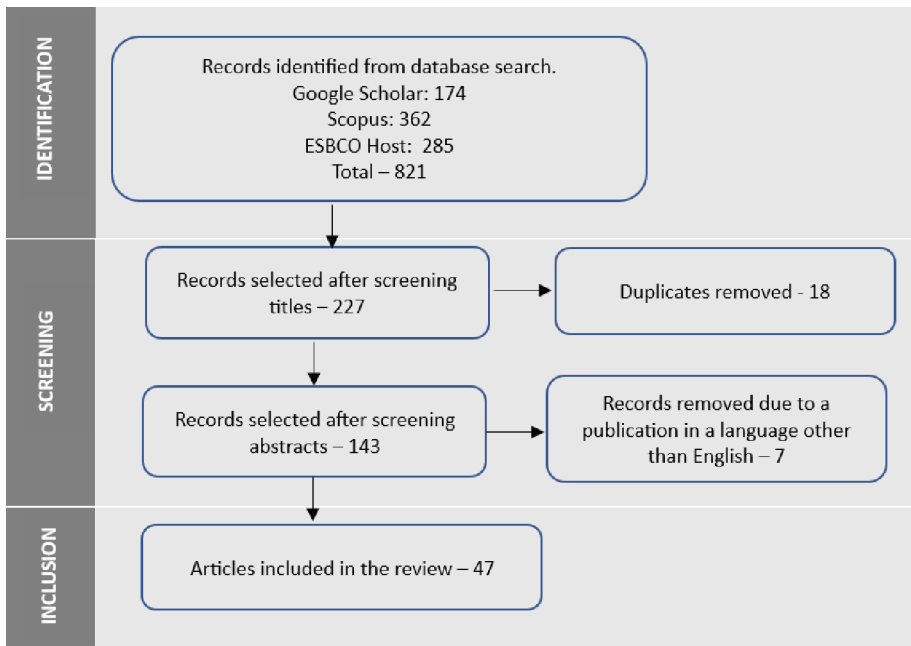 IDENTIFICATION
Records identified from database search.
Google Scholar: 174
Scopus: 362
ESBCO Host:  285
Total – 821
SCREENING
Records selected after screening
titles – 227
Duplicates removed - 18
Records selected after screening
abstracts – 143
Records removed due to a
publication in a language other
than English – 7
INCLUSION
Articles included in the review – 47